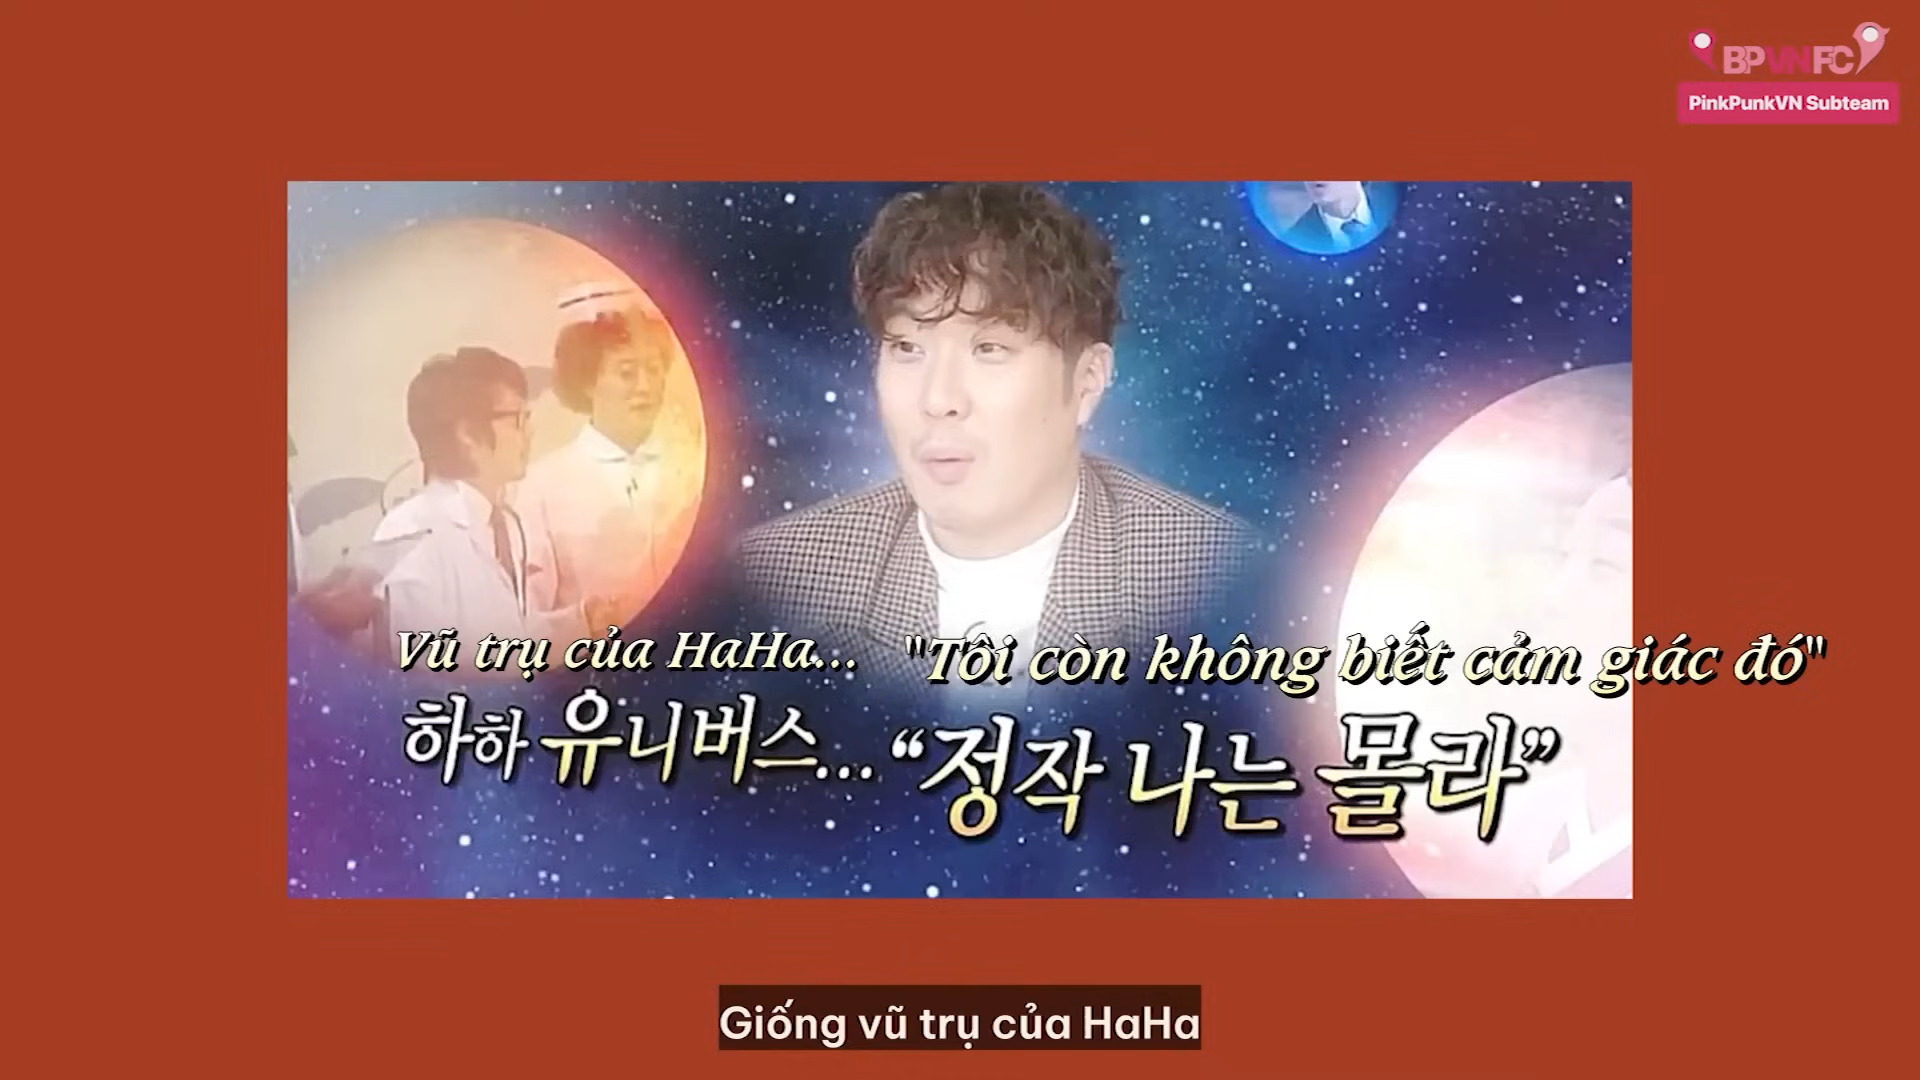 BPVNFC
PinkPunkVN Subteam
Vũ trụ của HaHa... "Tôi còn không biết cảm giác đó"
하하 유니버스... “정작 나는 몰라”
Giống vũ trụ của HaHa